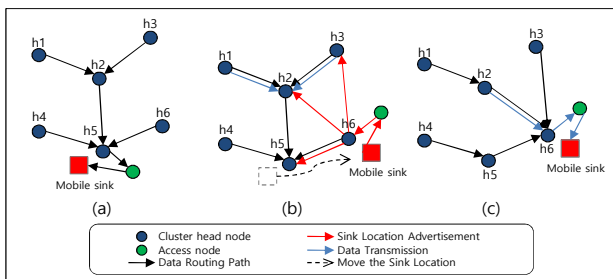 h1
h2
h3
h4
h5
h6
Mobile sink
(a)
h1
h2
h3
h4
h5
h6
Mobile sink
(b)
h1
h2
h3
h4
h5
h6
Mobile sink
(c)
Cluster head node
Access node
Data Routing Path
Sink Location Advertisement
Data Transmission
Move the Sink Location